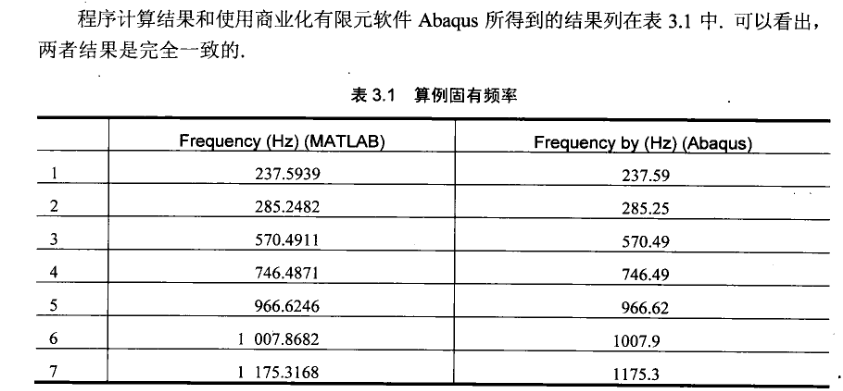 程序计算结果和使用商业化有限元软件 Abaqus 所得到的结果列在表 3.1 中. 可以看出,
两者结果是完全一致的.
表 3.1 算例固有频率
Frequency (Hz) (MATLAB) Frequency by (Hz) (Abaqus)
1 237.5939 237.59
2 285.2482 285.25
3 570.4911 570.49
4 746.4871 746.49
5 966.6246 966.62
6 1 007.8682 1007.9
7 1 175.3168 1175.3